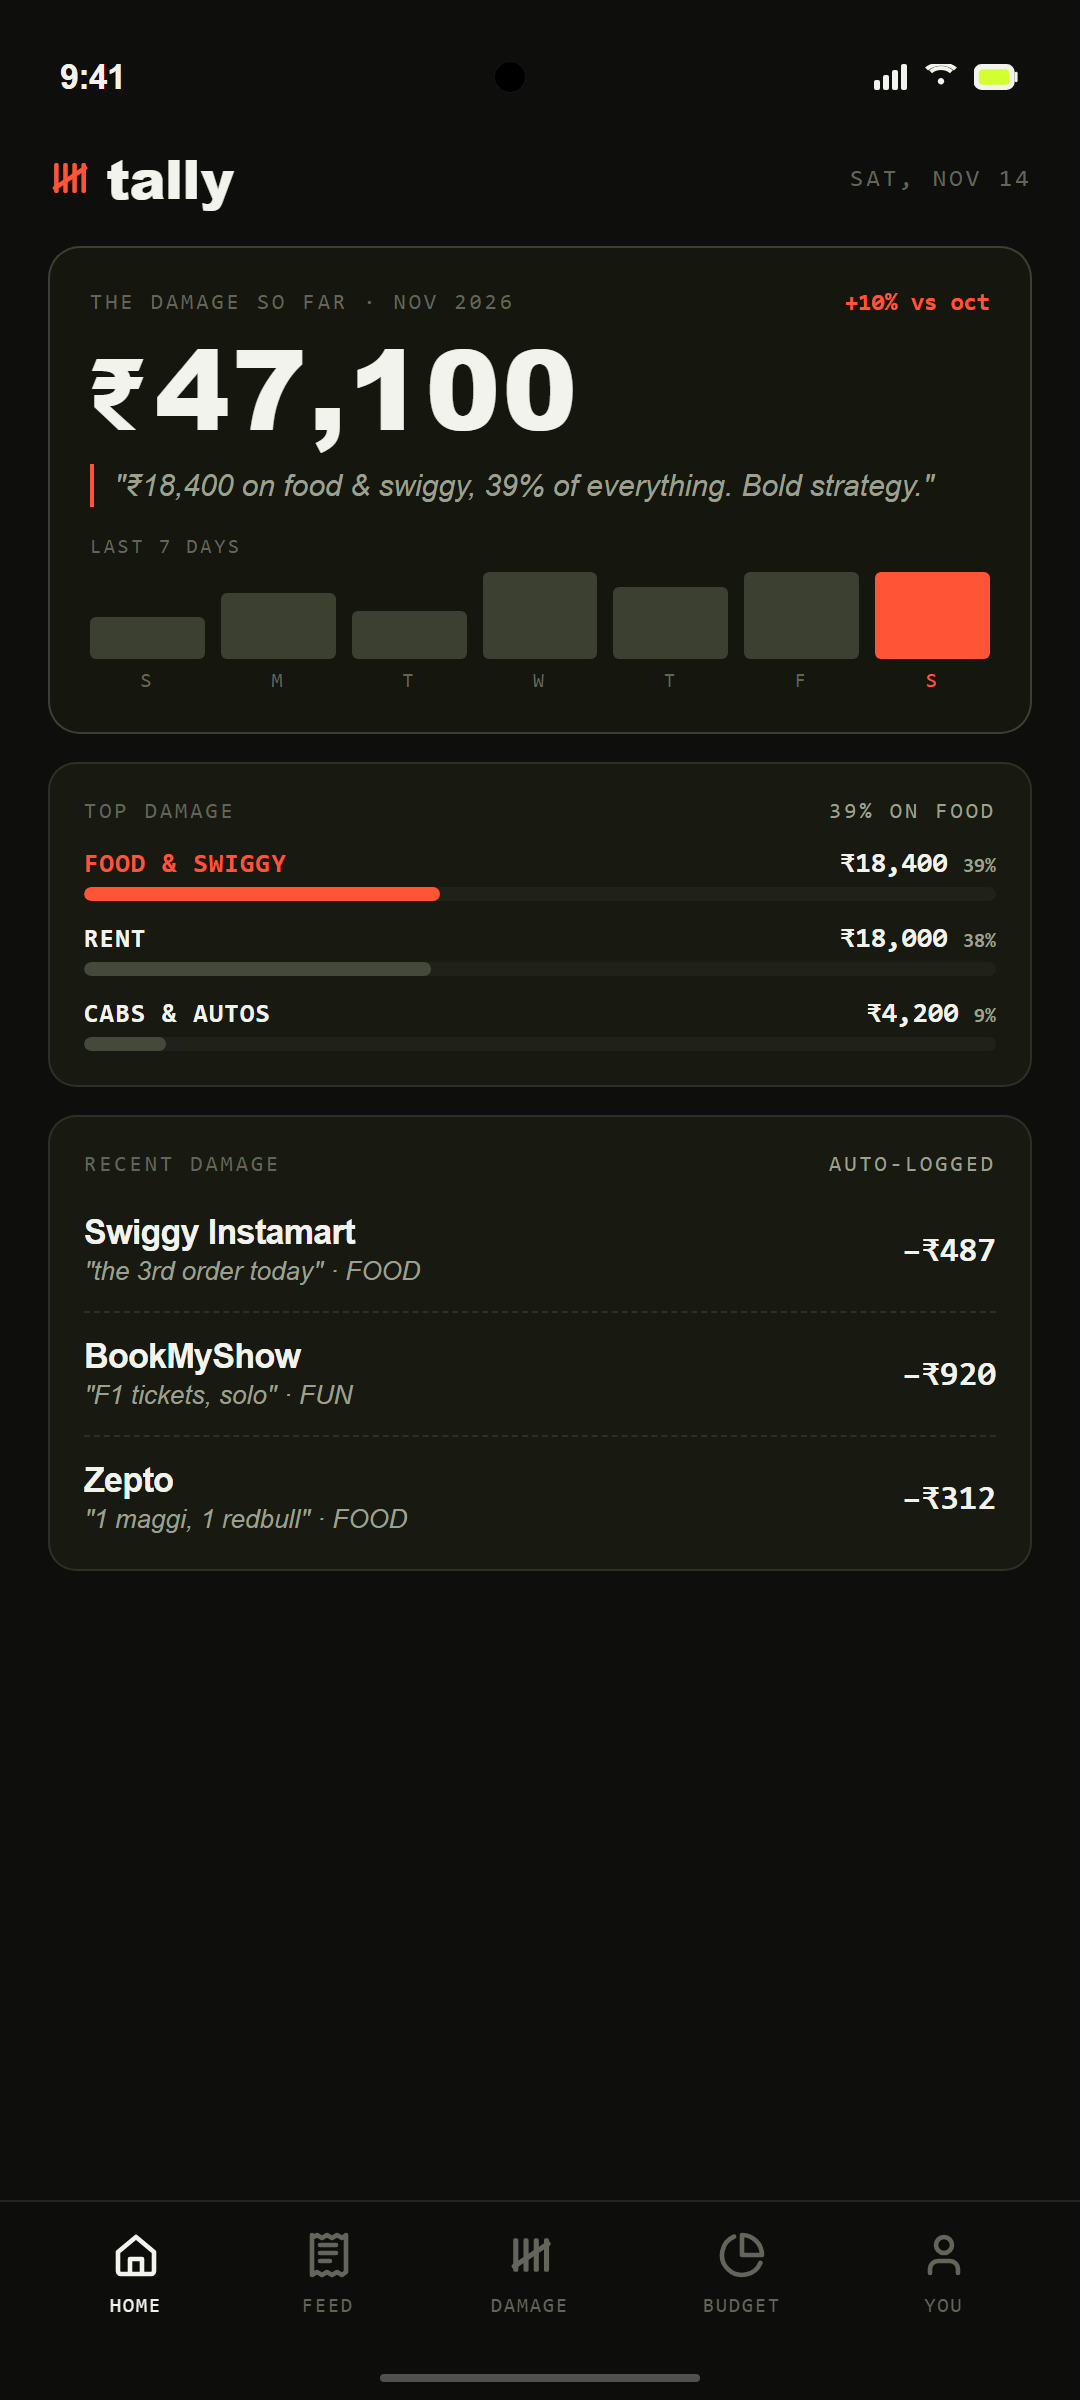 9:41
tally
SAT, NOV 14
THE DAMAGE SO FAR · NOV 2026
+10% vs oct
₹47,100
"₹18,400 on food & swiggy, 39% of everything. Bold strategy."
LAST 7 DAYS
S M T W T F S
TOP DAMAGE
39% ON FOOD
FOOD & SWIGGY
₹18,400 39%
RENT
₹18,000 38%
CABS & AUTOS
₹4,200 9%
RECENT DAMAGE
AUTO-LOGGED
Swiggy Instamart
"the 3rd order today" · FOOD
−₹487
BookMyShow
"F1 tickets, solo" · FUN
−₹920
Zepto
"1 maggi, 1 redbull" · FOOD
−₹312
HOME
FEED
DAMAGE
BUDGET
YOU